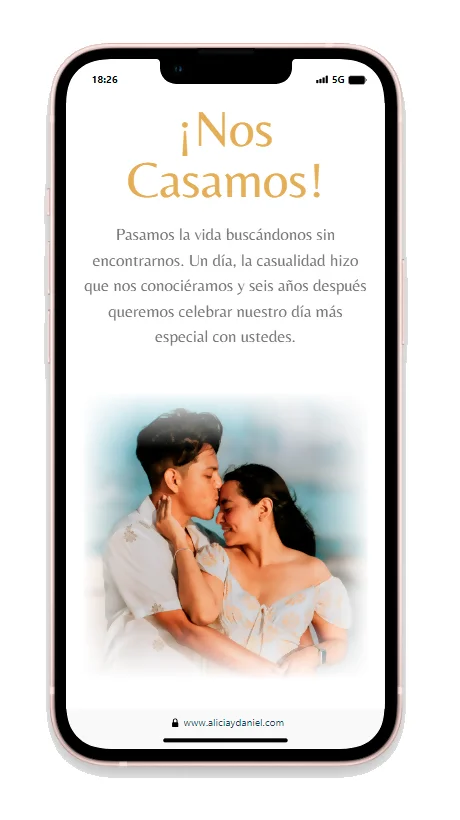 18:26
5G
¡Nos
Casamos!
Pasamos la vida buscándonos sin
encontrarnos. Un día, la casualidad hizo
que nos conociéramos y seis años después
queremos celebrar nuestro día más
especial con ustedes.
www.aliciaydaniel.com